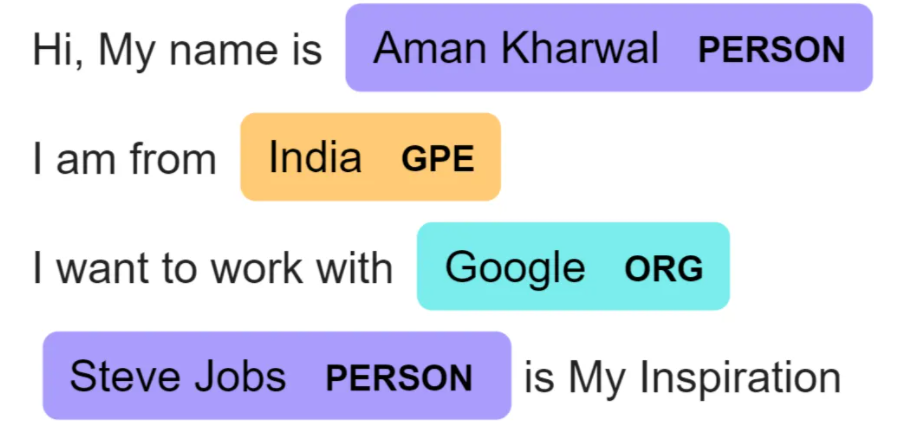 Hi, My name is Aman Kharwal PERSON
I am from India GPE
I want to work with Google ORG
Steve Jobs PERSON is My Inspiration